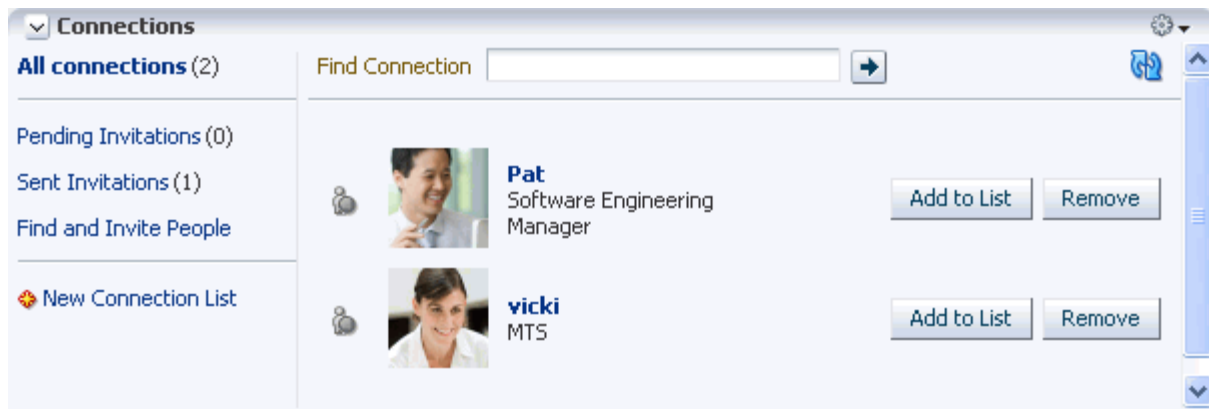 Connections
All connections (2)
Find Connection
Pending Invitations (0)
Sent Invitations (1)
Find and Invite People
New Connection List
Pat
Software Engineering
Manager
Add to List
Remove
vicki
MTS
Add to List
Remove